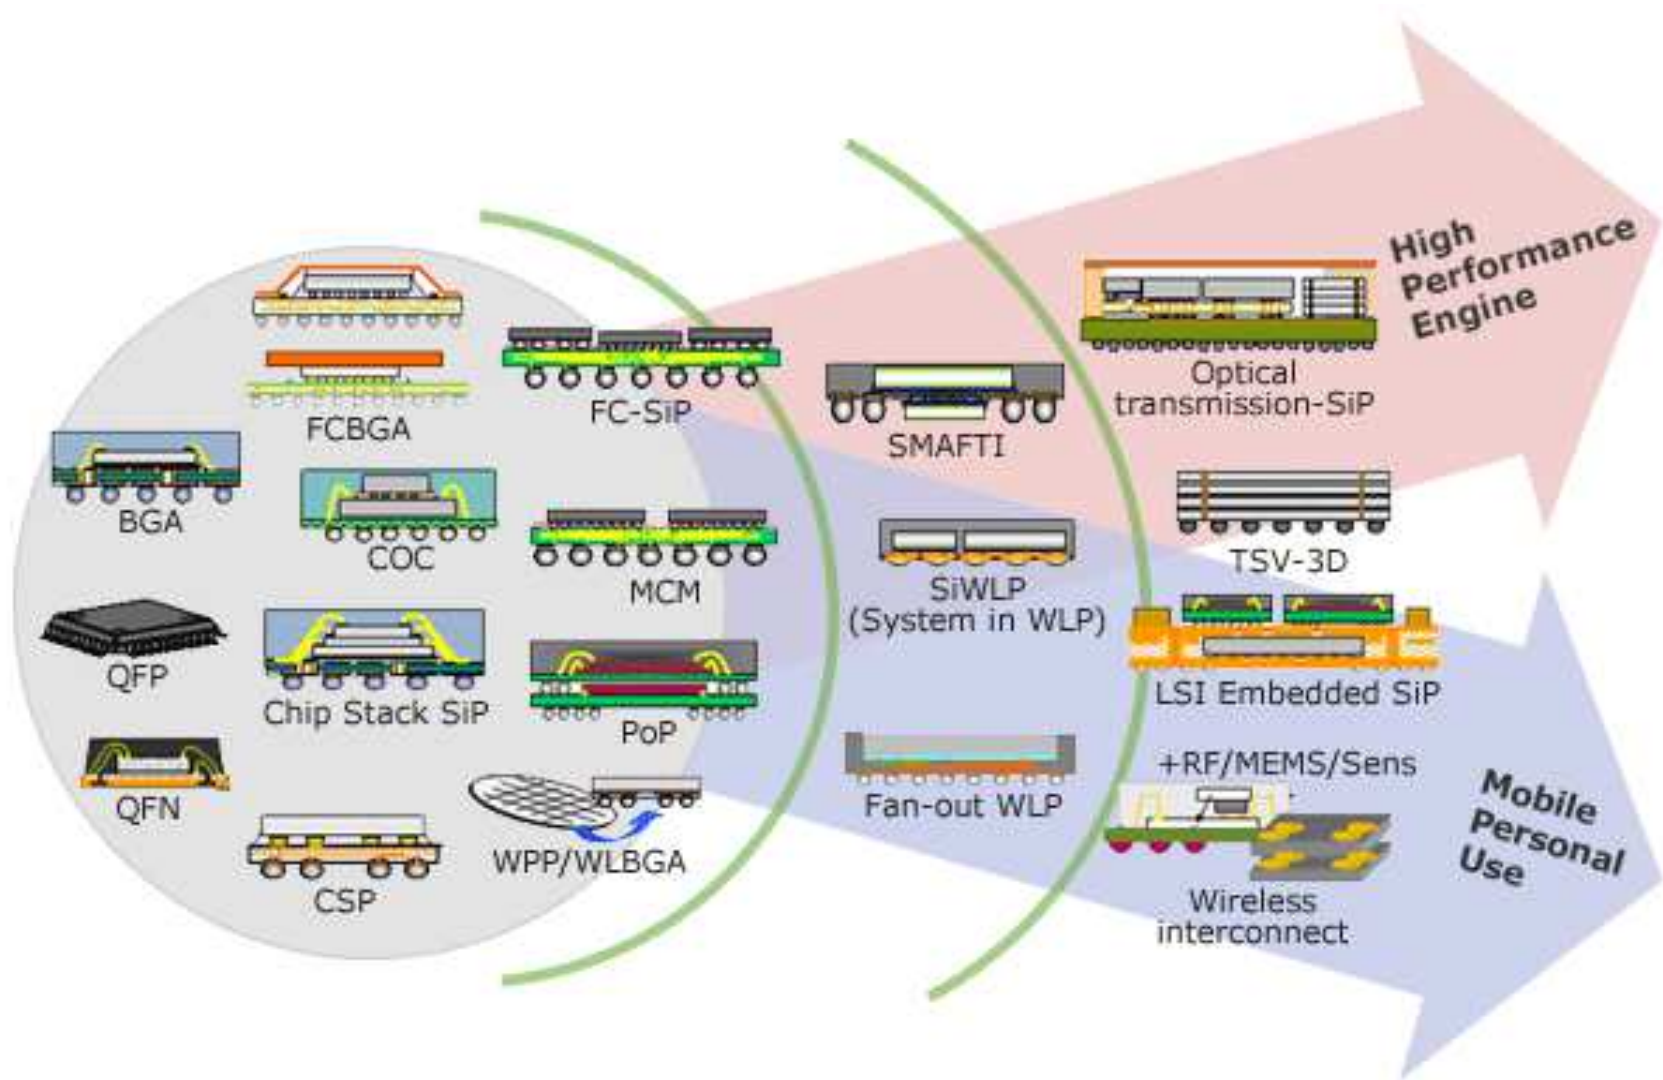 FCBGA
FC-SiP
BGA
COC
MCM
QFP
Chip Stack SiP
PoP
QFN
CSP
WPP/WLBGA
SMAFTI
SiWLP
(System in WLP)
Fan-out WLP
Optical
transmission-SiP
TSV-3D
LSI Embedded SiP
+RF/MEMS/Sens
Wireless
interconnect
High
Performance
Engine
Mobile
Personal
Use